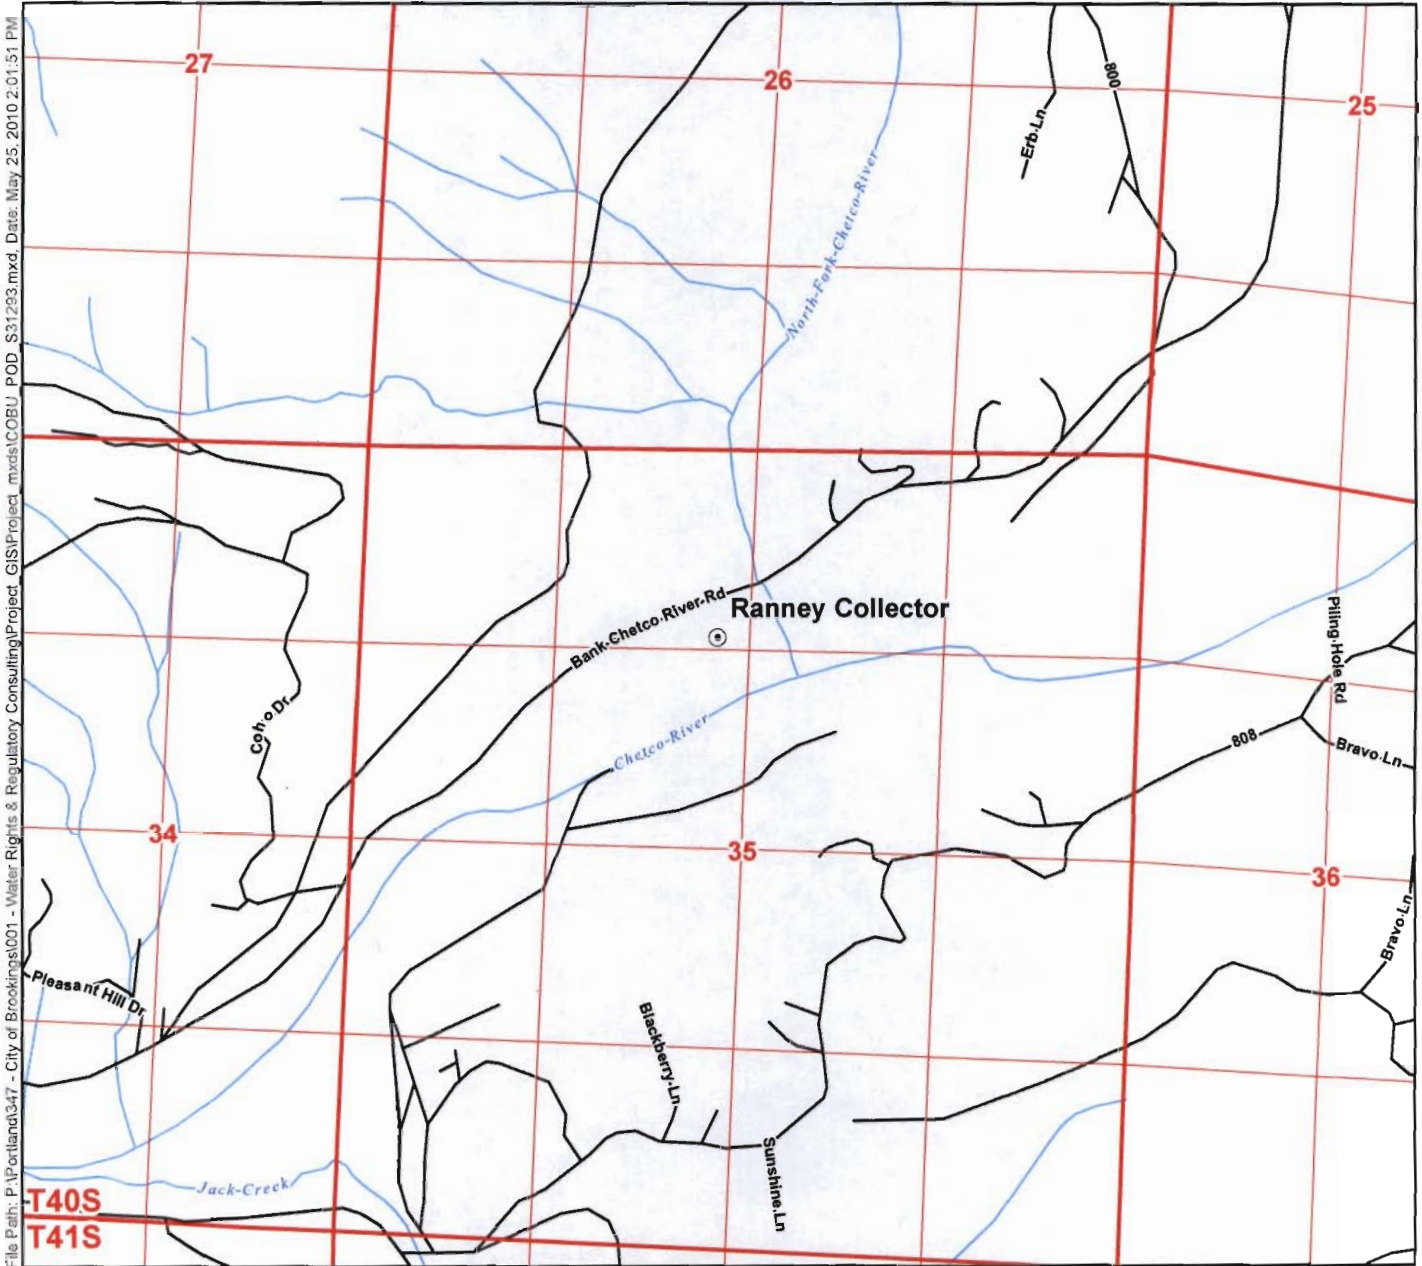 File Path: P:\Portland\347 - City of Brookings\001 - Water Rights & Regulatory Consulting\Project_GIS\Project_mxds\COBU_POD_S31293.mxd, Date: May 25, 2010 2:01:51 PM
27
26
25
800
Erb Ln
North Fork Chetco River
Ranney Collector
Bank Chetco River Rd
Pilling Hole Rd
Coho Dr
Chetco River
808
Bravo Ln
34
35
36
Bravo Ln
Pleasant Hill Dr
Blackberry Ln
Sunshine Ln
Jack Creek
T40S
T41S